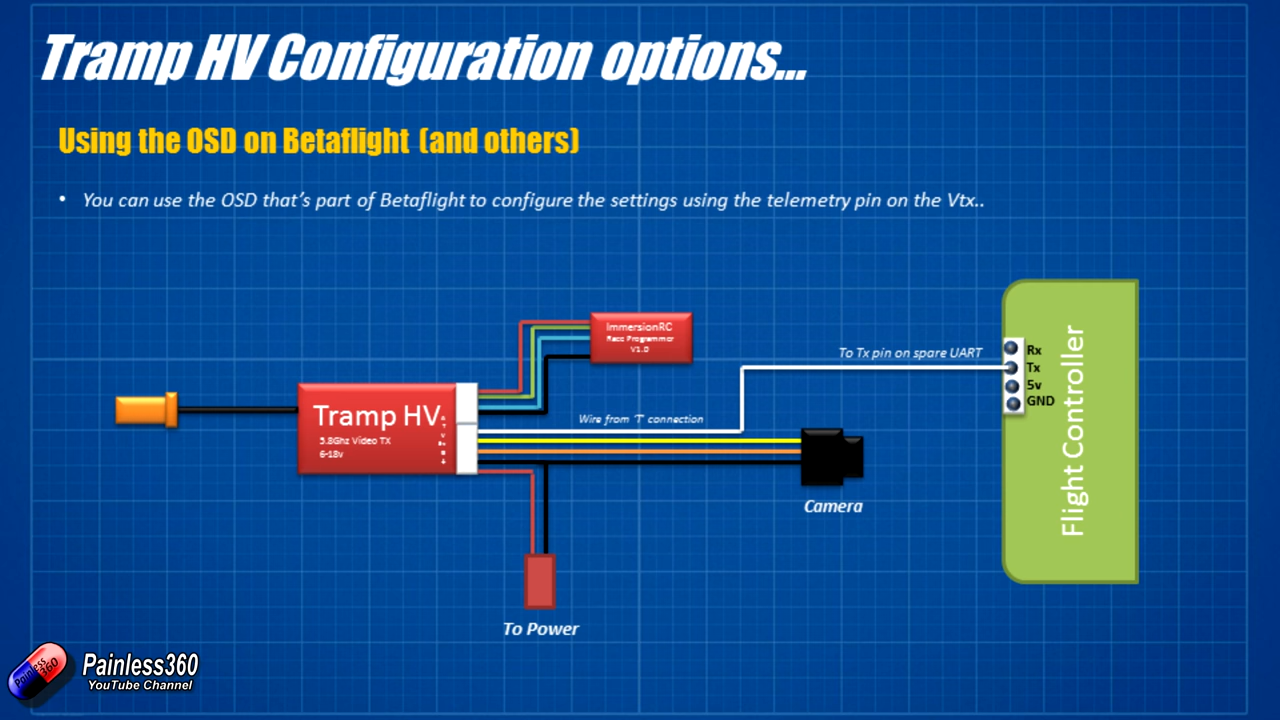 Tramp HV Configuration options...
Using the OSD on Betaflight (and others)
• You can use the OSD that's part of Betaflight to configure the settings using the telemetry pin on the Vtx..
ImmersionRC
Race Programmer
V1.0
To Tx pin on spare UART
Rx
Tx
5v
GND
Flight Controller
Wire from 'T' connection
Tramp HV
5.8Ghz Video TX
6-18v
Camera
To Power
Painless360
Painless360
YouTube Channel